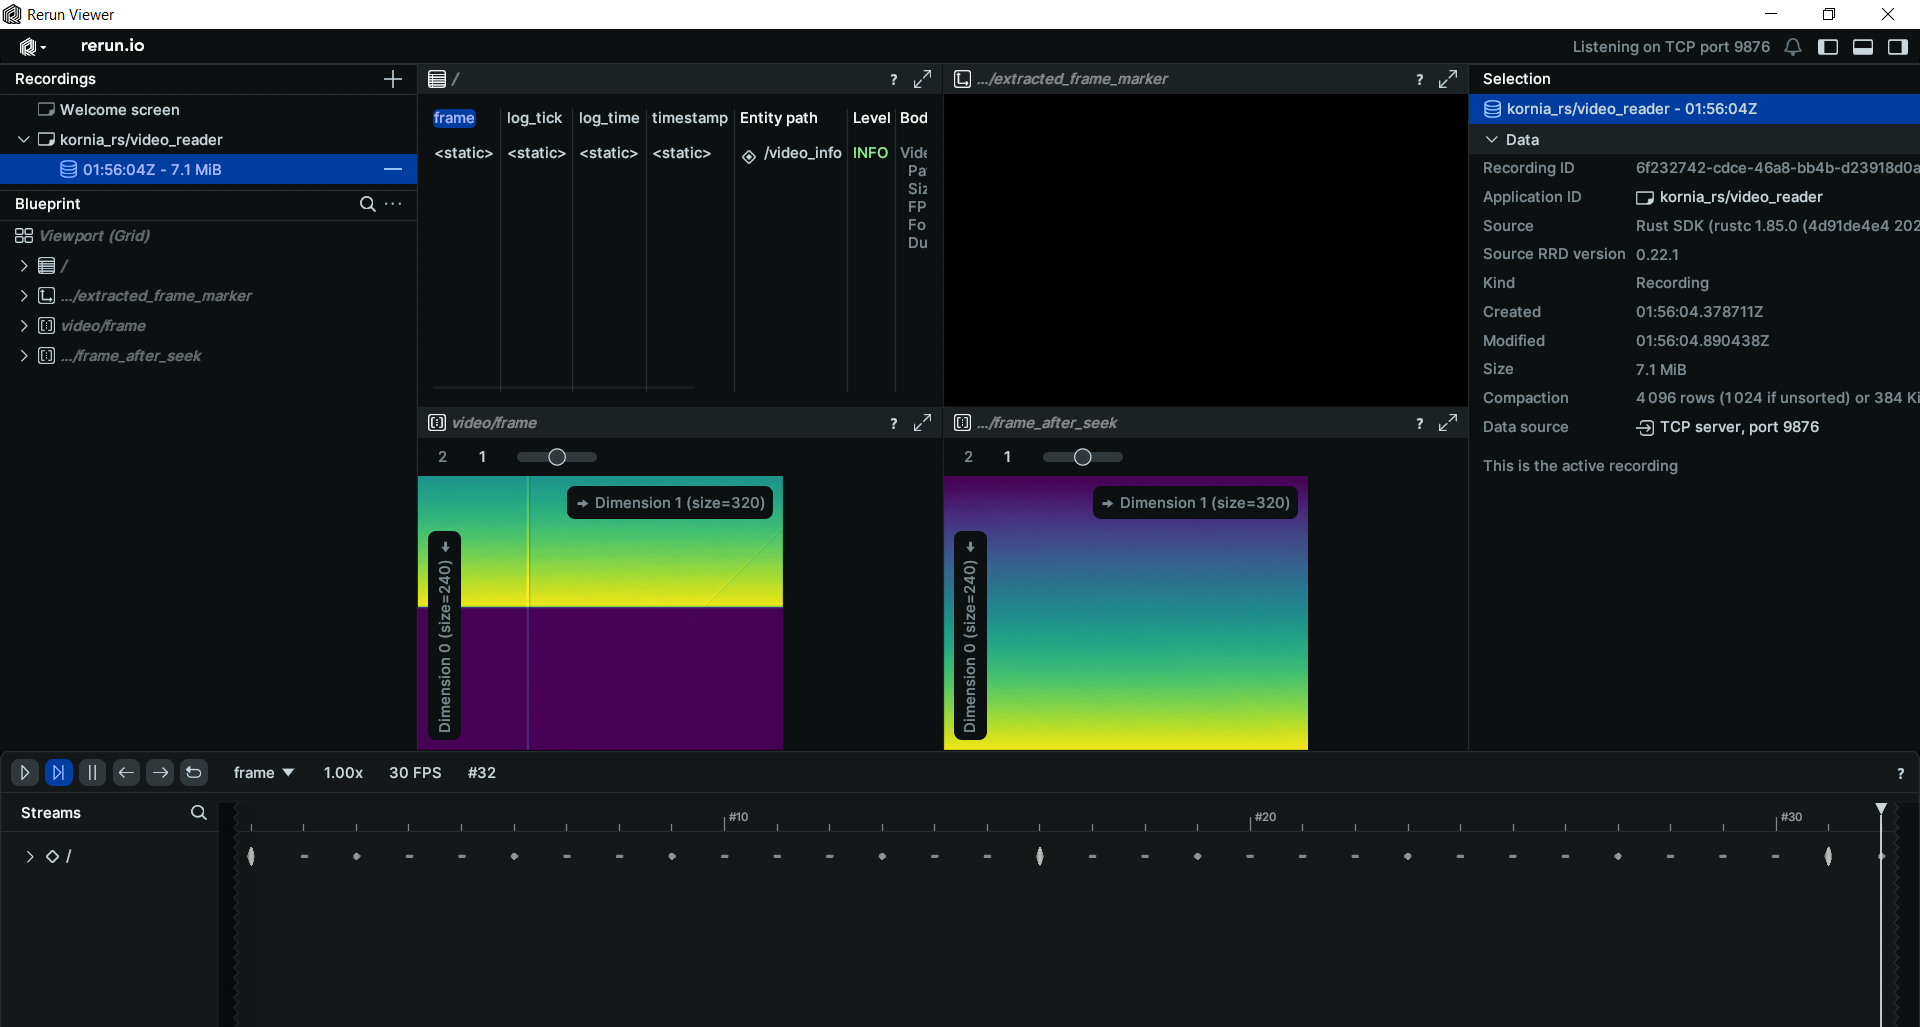 Rerun Viewer
rerun.io
Listening on TCP port 9876
Recordings
Welcome screen
kornia_rs/video_reader
01:56:04Z - 7.1 MiB
Blueprint
Viewport (Grid)
/
.../extracted_frame_marker
video/frame
.../frame_after_seek
/
?
frame log_tick log_time timestamp Entity path Level Bod
<static> <static> <static> <static> /video_info INFO Vide
Pa
Siz
FP
Fo
Du
.../extracted_frame_marker
?
video/frame
?
2 1
Dimension 1 (size=320)
Dimension 0 (size=240)
.../frame_after_seek
?
2 1
Dimension 1 (size=320)
Dimension 0 (size=240)
Selection
kornia_rs/video_reader - 01:56:04Z
Data
Recording ID 6f232742-cdce-46a8-bb4b-d23918d0a
Application ID kornia_rs/video_reader
Source Rust SDK (rustc 1.85.0 (4d91de4e4 202
Source RRD version 0.22.1
Kind Recording
Created 01:56:04.378711Z
Modified 01:56:04.890438Z
Size 7.1 MiB
Compaction 4 096 rows (1 024 if unsorted) or 384 Ki
Data source TCP server, port 9876
This is the active recording
frame 1.00x 30 FPS #32
?
Streams
#10 #20 #30
/